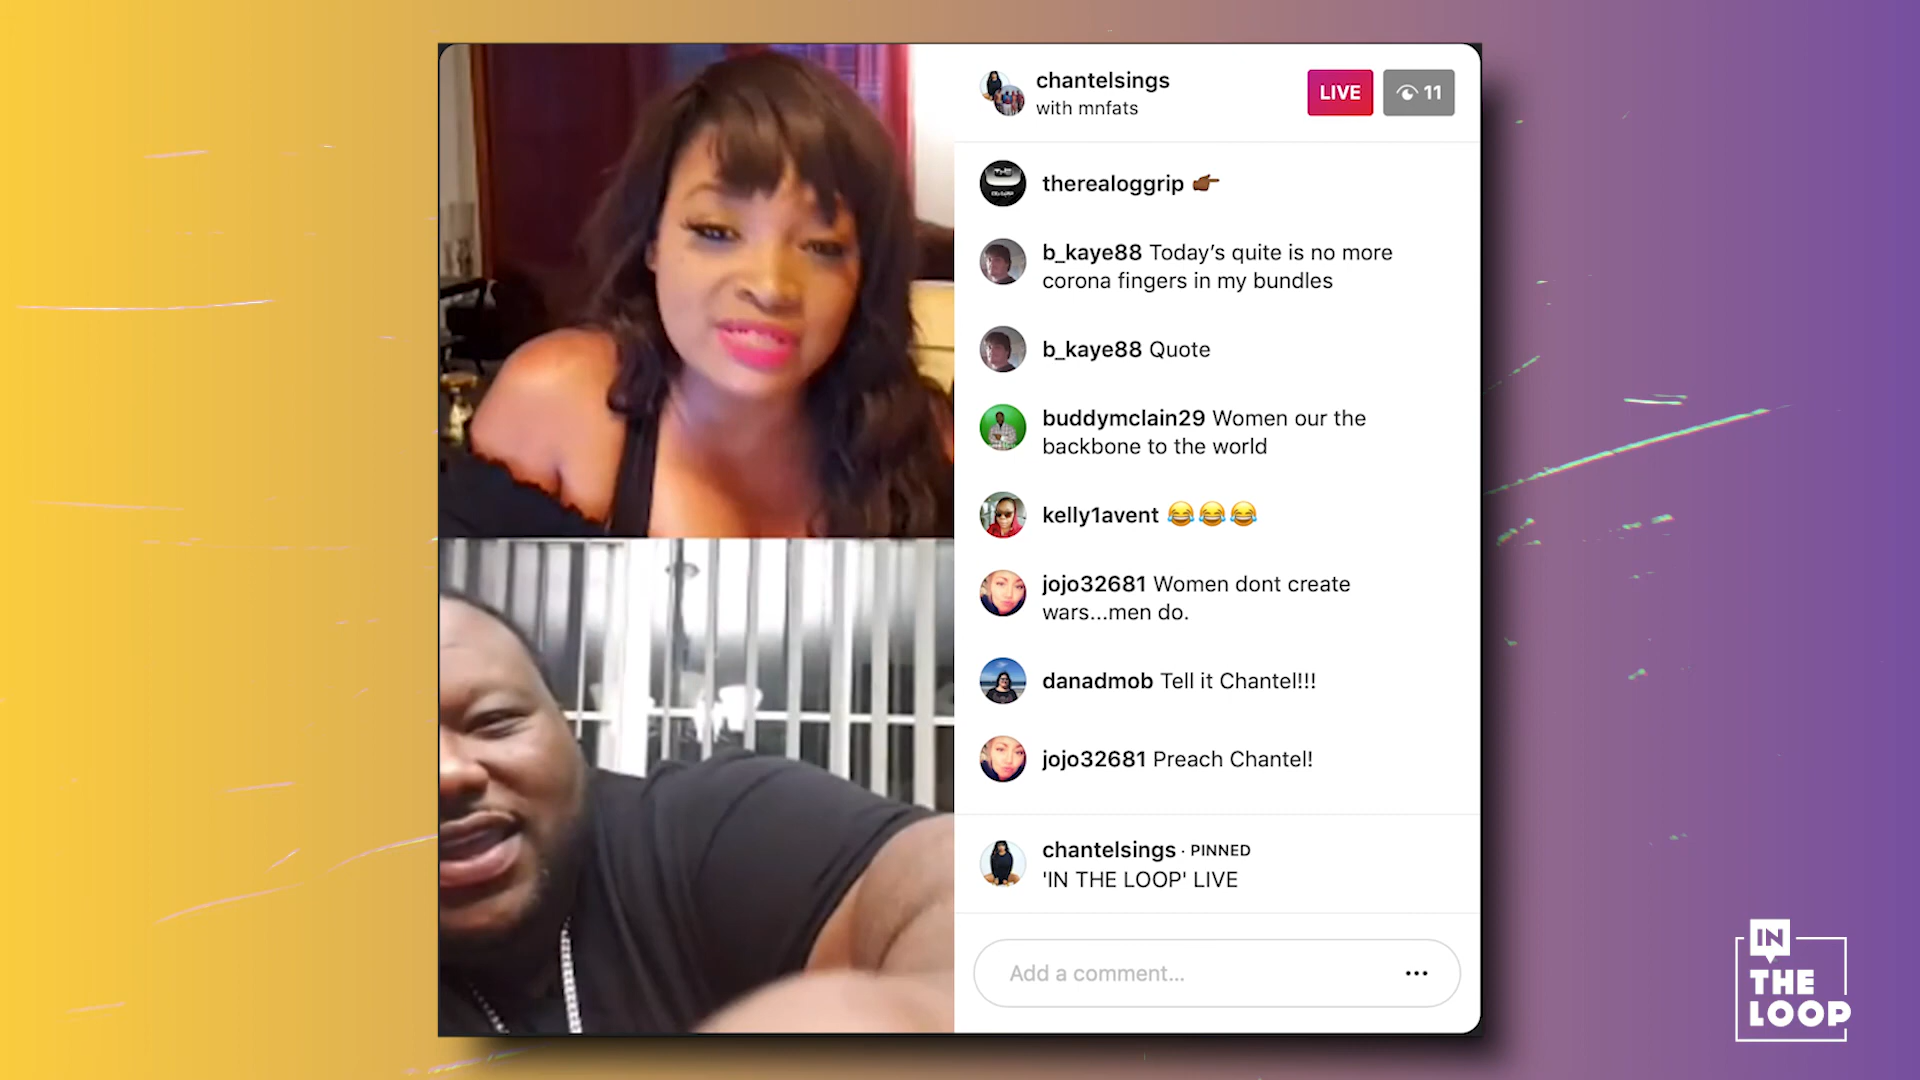 chantelsings
with mnfats
LIVE
11
therealoggrip
b_kaye88 Today's quite is no more
corona fingers in my bundles
b_kaye88 Quote
buddymclain29 Women our the
backbone to the world
kelly1avent
jojo32681 Women dont create
wars...men do.
danadmob Tell it Chantel!!!
jojo32681 Preach Chantel!
chantelsings · PINNED
'IN THE LOOP' LIVE
Add a comment...
IN
THE
LOOP